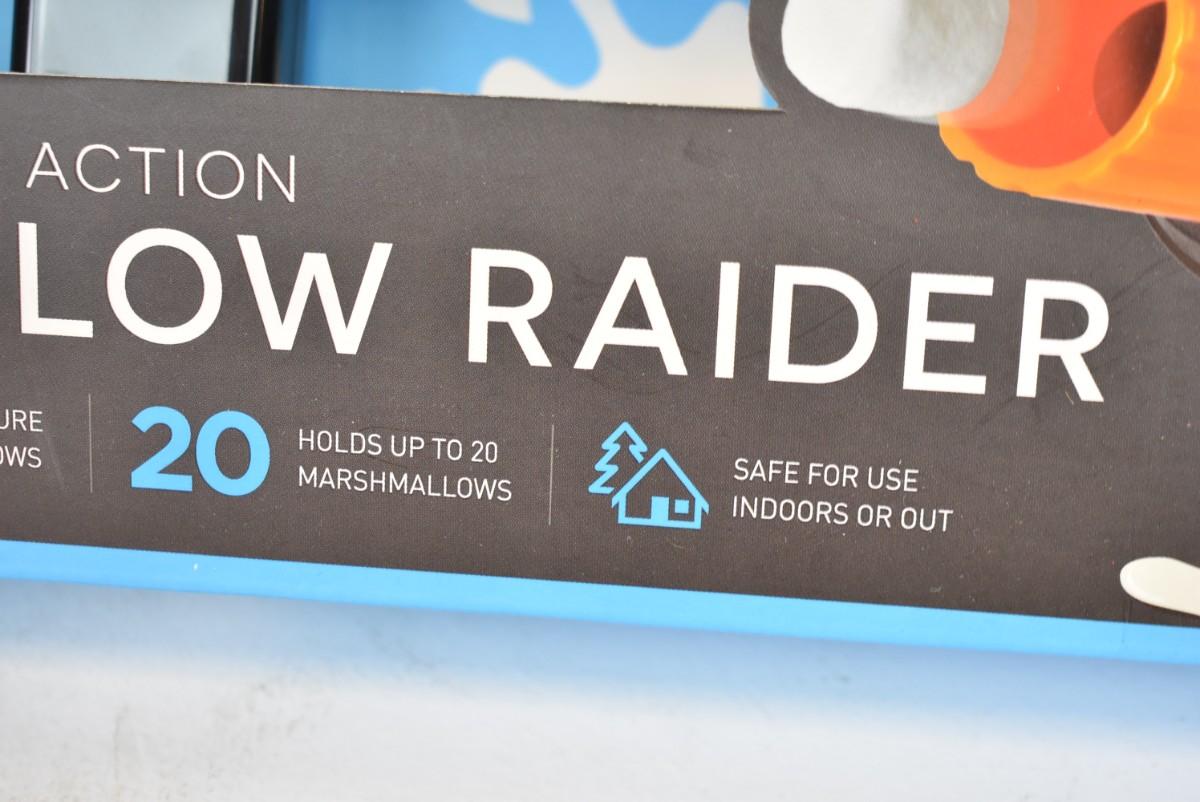 ACTION
LOW RAIDER
URE
OWS
20
HOLDS UP TO 20
MARSHMALLOWS
SAFE FOR USE
INDOORS OR OUT